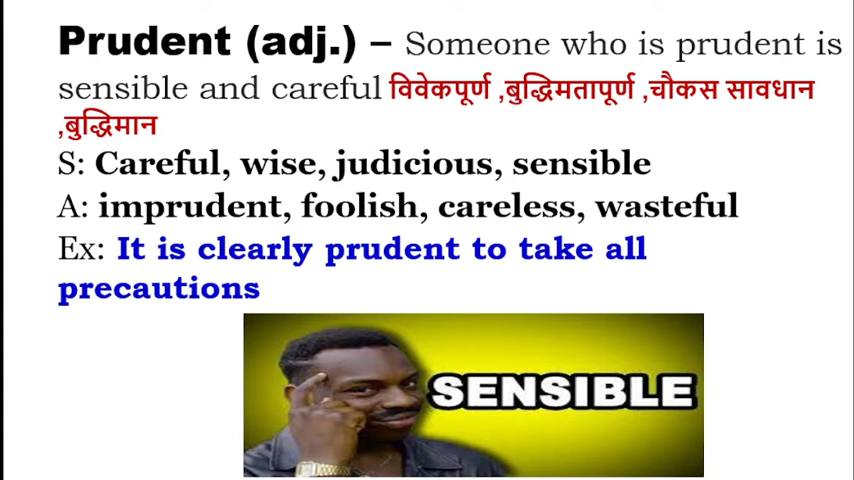 Prudent (adj.) – Someone who is prudent is
sensible and careful विवेकपूर्ण ,बुद्धिमतापूर्ण ,चौकस सावधान
,बुद्धिमान
S: Careful, wise, judicious, sensible
A: imprudent, foolish, careless, wasteful
Ex: It is clearly prudent to take all
precautions
SENSIBLE